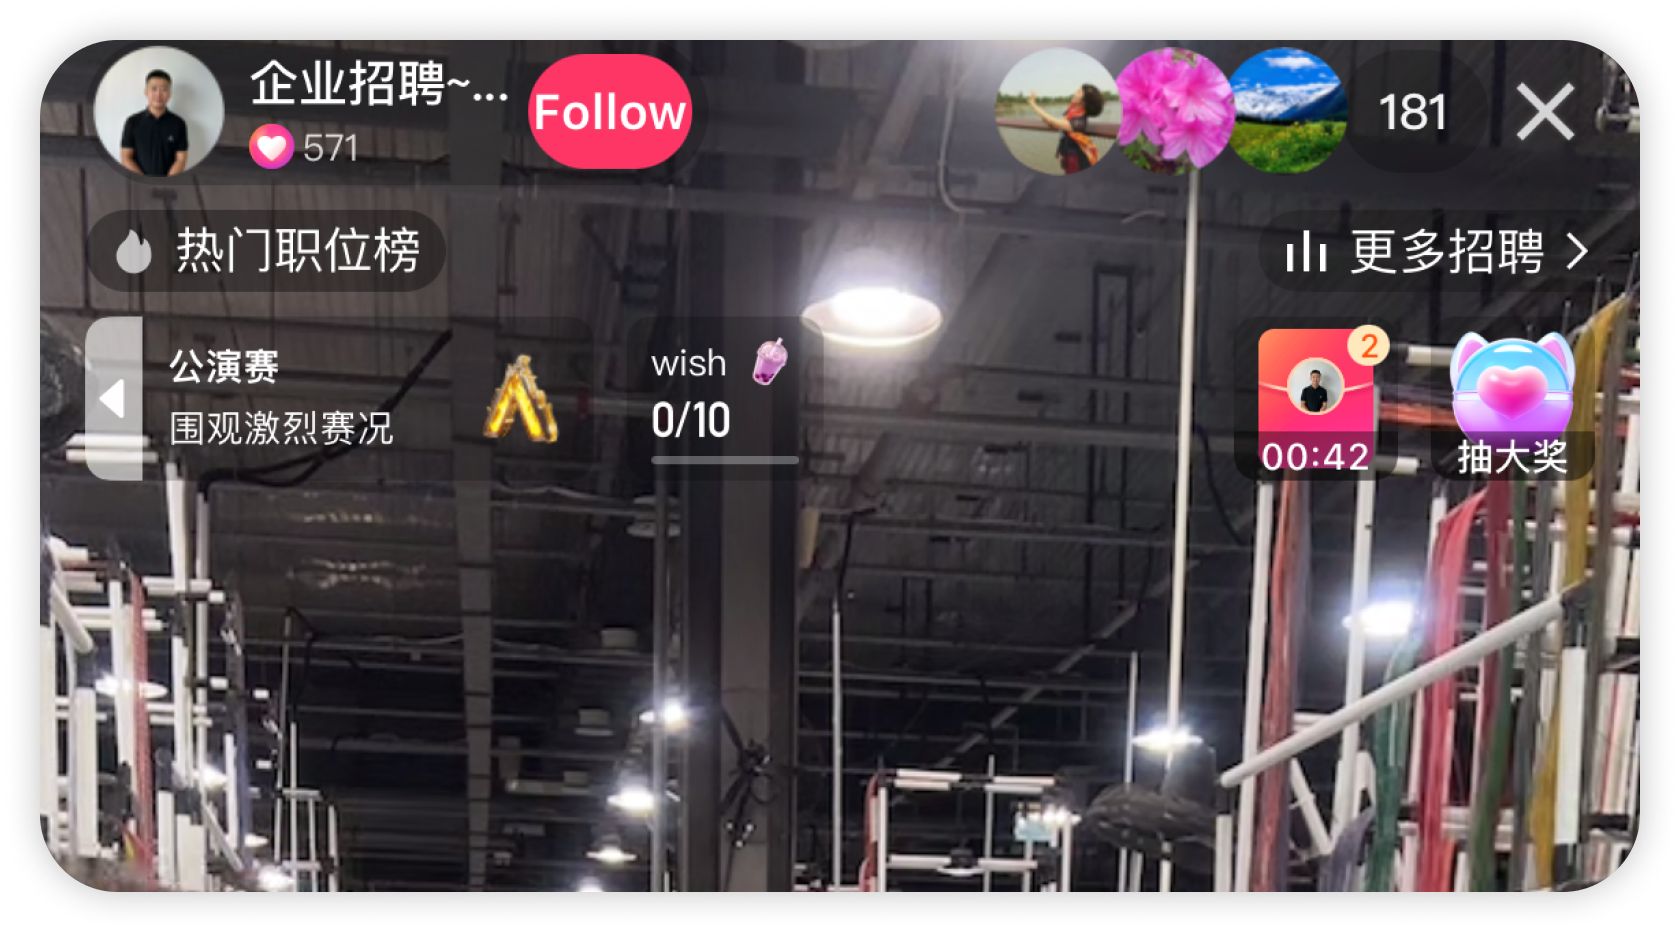 企业招聘~...
571
Follow
181
热门职位榜
更多招聘
公演赛
围观激烈赛况
wish
0/10
2
00:42
抽大奖